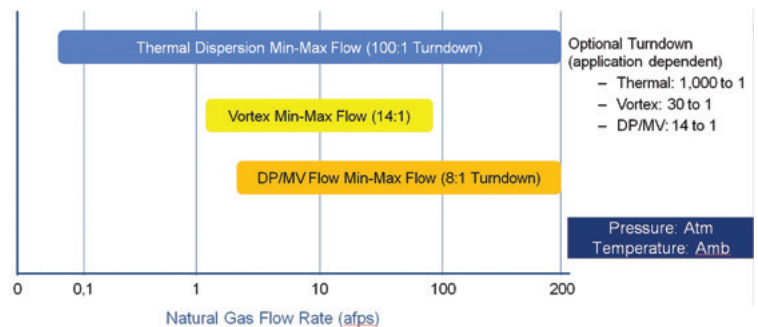 Thermal Dispersion Min-Max Flow (100:1 Turndown)
Vortex Min-Max Flow (14:1)
DP/MV Flow Min-Max Flow (8:1 Turndown)
Optional Turndown
(application dependent)
– Thermal: 1,000 to 1
– Vortex: 30 to 1
– DP/MV: 14 to 1
Pressure: Atm
Temperature: Amb
0 0,1 1 10 100 200
Natural Gas Flow Rate (afps)